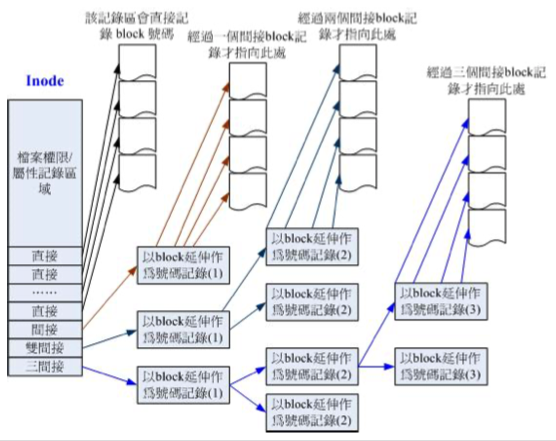 該記錄區會直接記
錄 block 號碼
經過一個間接block記
錄才指向此處
經過兩個間接block記
錄才指向此處
經過三個間接block記
錄才指向此處
Inode
檔案權限/
屬性記錄區
域
直接
直接
......
直接
間接
雙間接
三間接
以block延伸作
爲號碼記錄(1)
以block延伸作
爲號碼記錄(2)
以block延伸作
爲號碼記錄(1)
以block延伸作
爲號碼記錄(2)
以block延伸作
爲號碼記錄(3)
以block延伸作
爲號碼記錄(1)
以block延伸作
爲號碼記錄(2)
以block延伸作
爲號碼記錄(3)
以block延伸作
爲號碼記錄(2)